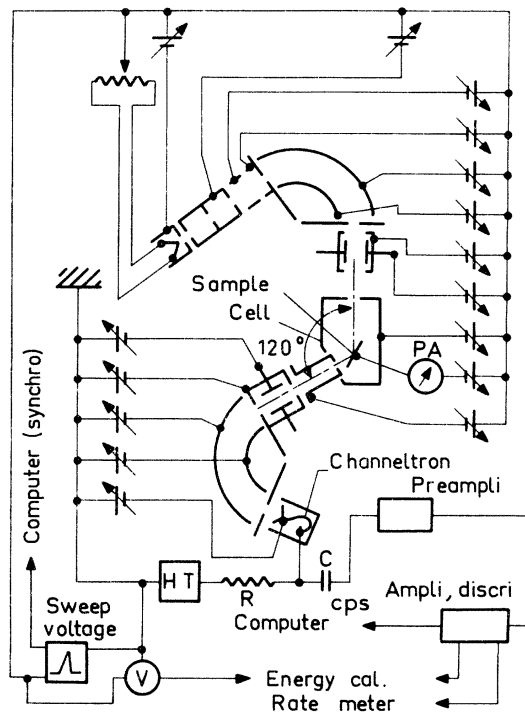 Sample
Cell
120°
PA
Computer (synchro)
Channeltron
Preampli
HT
R
C
cps
Computer
Ampli, discri
Sweep
voltage
V
Energy cal.
Rate meter